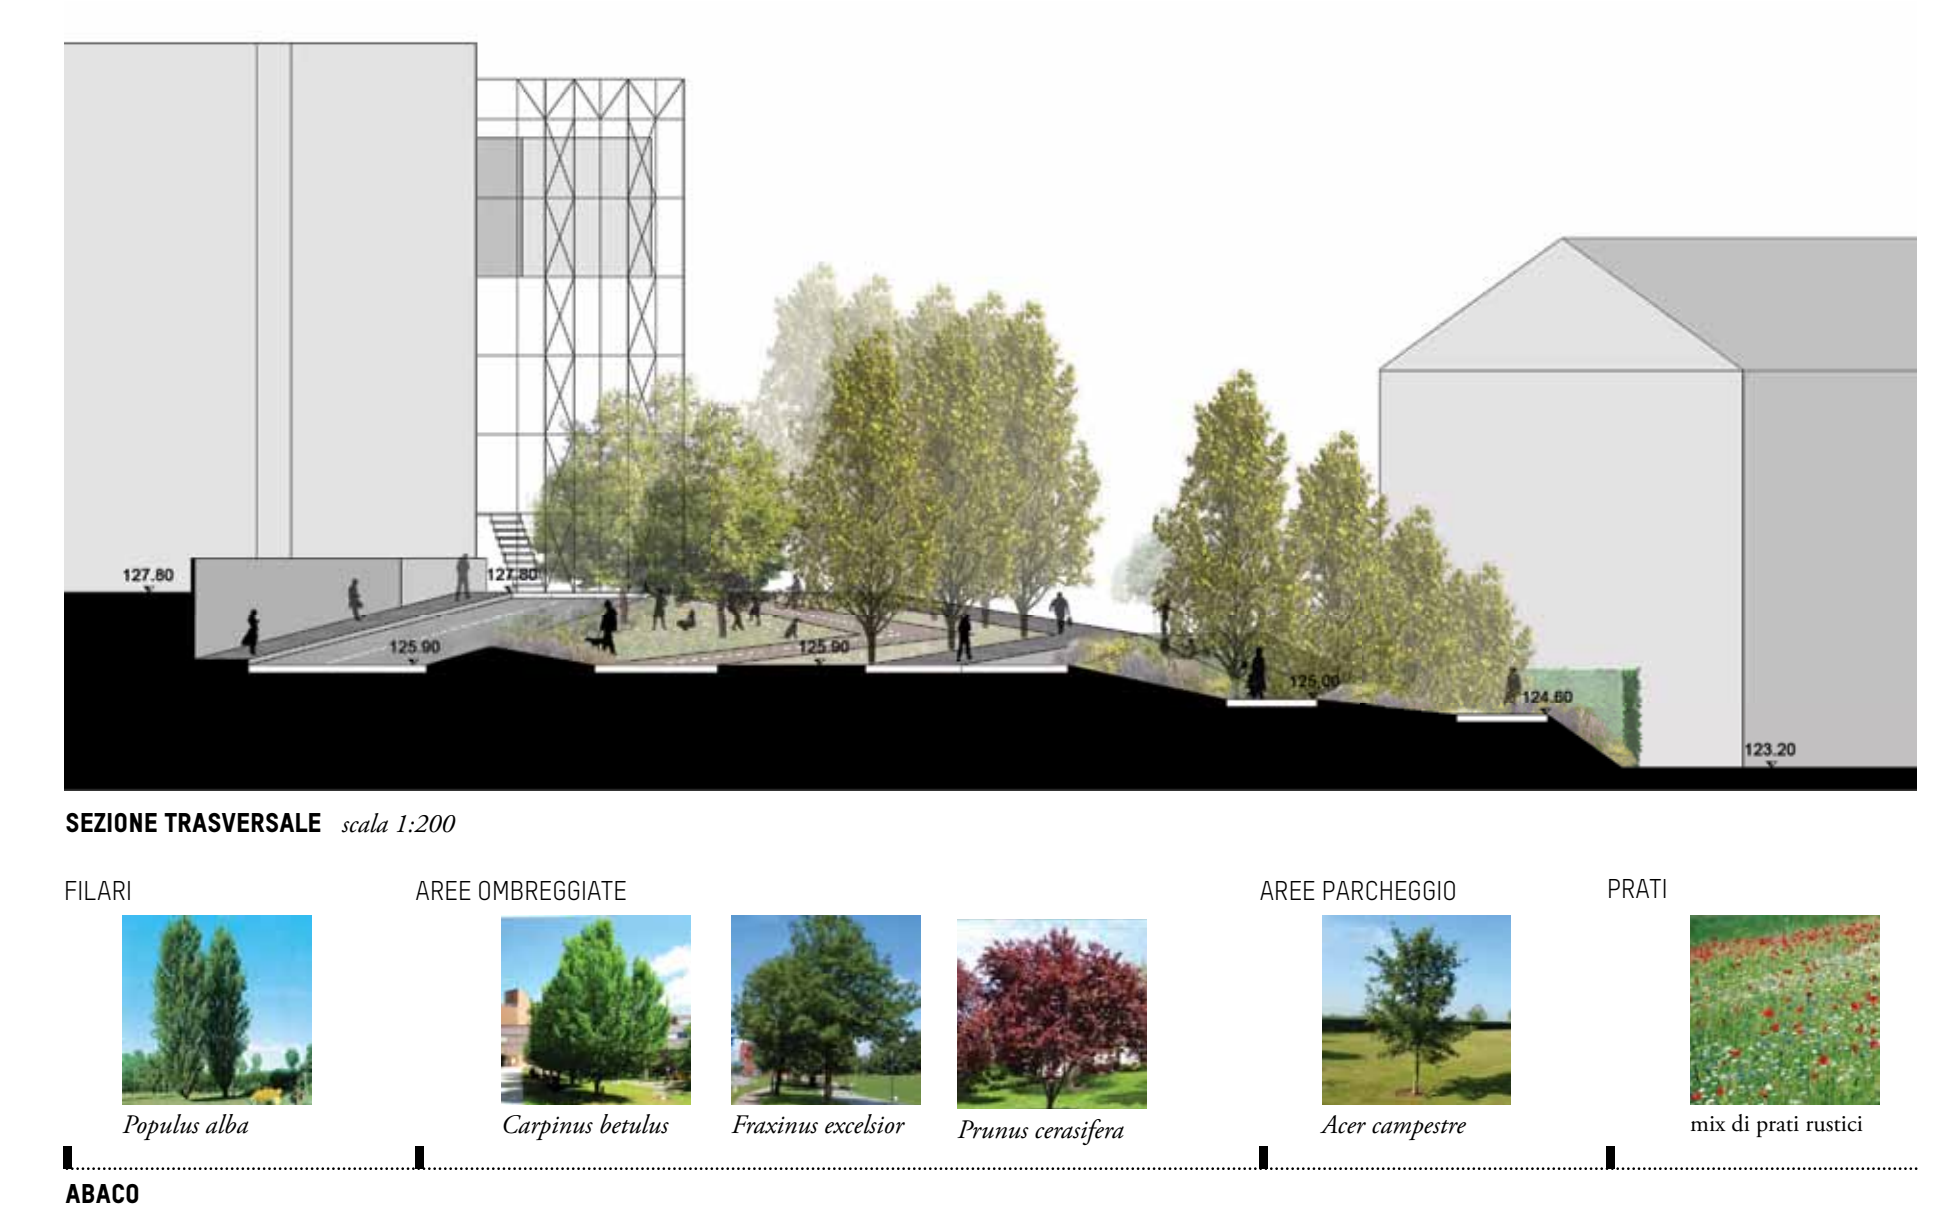 127.80
127.80
125.90
125.90
125.00
124.60
123.20
SEZIONE TRASVERSALE scala 1:200
FILARI
AREE OMBREGGIATE
AREE PARCHEGGIO
PRATI
Populus alba
Carpinus betulus
Fraxinus excelsior
Prunus cerasifera
Acer campestre
mix di prati rustici
ABACO